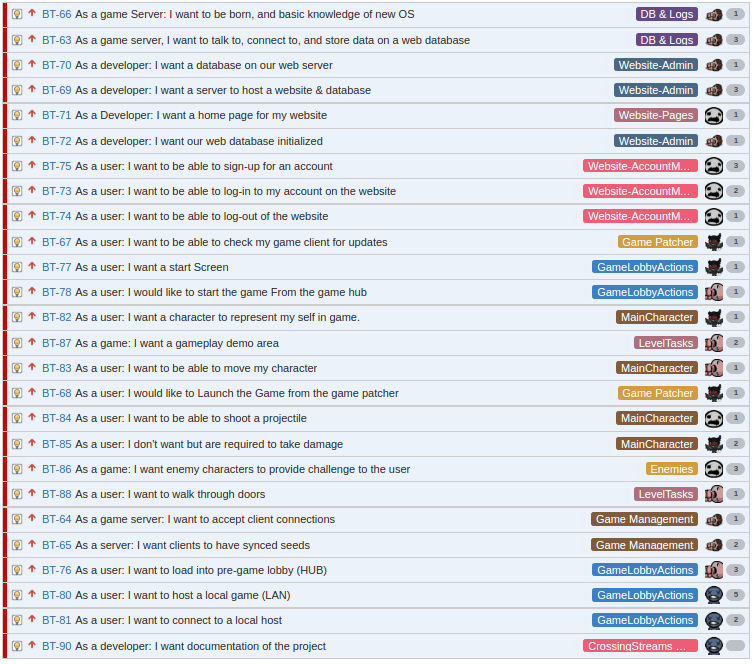 BT-66 As a game Server: I want to be born, and basic knowledge of new OS DB & Logs 1
BT-63 As a game server, I want to talk to, connect to, and store data on a web database DB & Logs 3
BT-70 As a developer: I want a database on our web server Website-Admin 1
BT-69 As a developer: I want a server to host a website & database Website-Admin 3
BT-71 As a Developer: I want a home page for my website Website-Pages 1
BT-72 As a developer: I want our web database initialized Website-Admin 1
BT-75 As a user: I want to be able to sign-up for an account Website-AccountM... 3
BT-73 As a user: I want to be able to log-in to my account on the website Website-AccountM... 2
BT-74 As a user: I want to be able to log-out of the website Website-AccountM... 1
BT-67 As a user: I want to be able to check my game client for updates Game Patcher 1
BT-77 As a user: I want a start Screen GameLobbyActions 1
BT-78 As a user: I would like to start the game From the game hub GameLobbyActions 1
BT-82 As a user: I want a character to represent my self in game. MainCharacter 1
BT-87 As a game: I want a gameplay demo area LevelTasks 2
BT-83 As a user: I want to be able to move my character MainCharacter 1
BT-68 As a user: I would like to Launch the Game from the game patcher Game Patcher 1
BT-84 As a user: I want to be able to shoot a projectile MainCharacter 1
BT-85 As a user: I don't want but are required to take damage MainCharacter 2
BT-86 As a game: I want enemy characters to provide challenge to the user Enemies 3
BT-88 As a user: I want to walk through doors LevelTasks 1
BT-64 As a game server: I want to accept client connections Game Management 1
BT-65 As a server: I want clients to have synced seeds Game Management 2
BT-76 As a user: I want to load into pre-game lobby (HUB) GameLobbyActions 3
BT-80 As a user: I want to host a local game (LAN) GameLobbyActions 5
BT-81 As a user: I want to connect to a local host GameLobbyActions 2
BT-90 As a developer: I want documentation of the project CrossingStreams ...